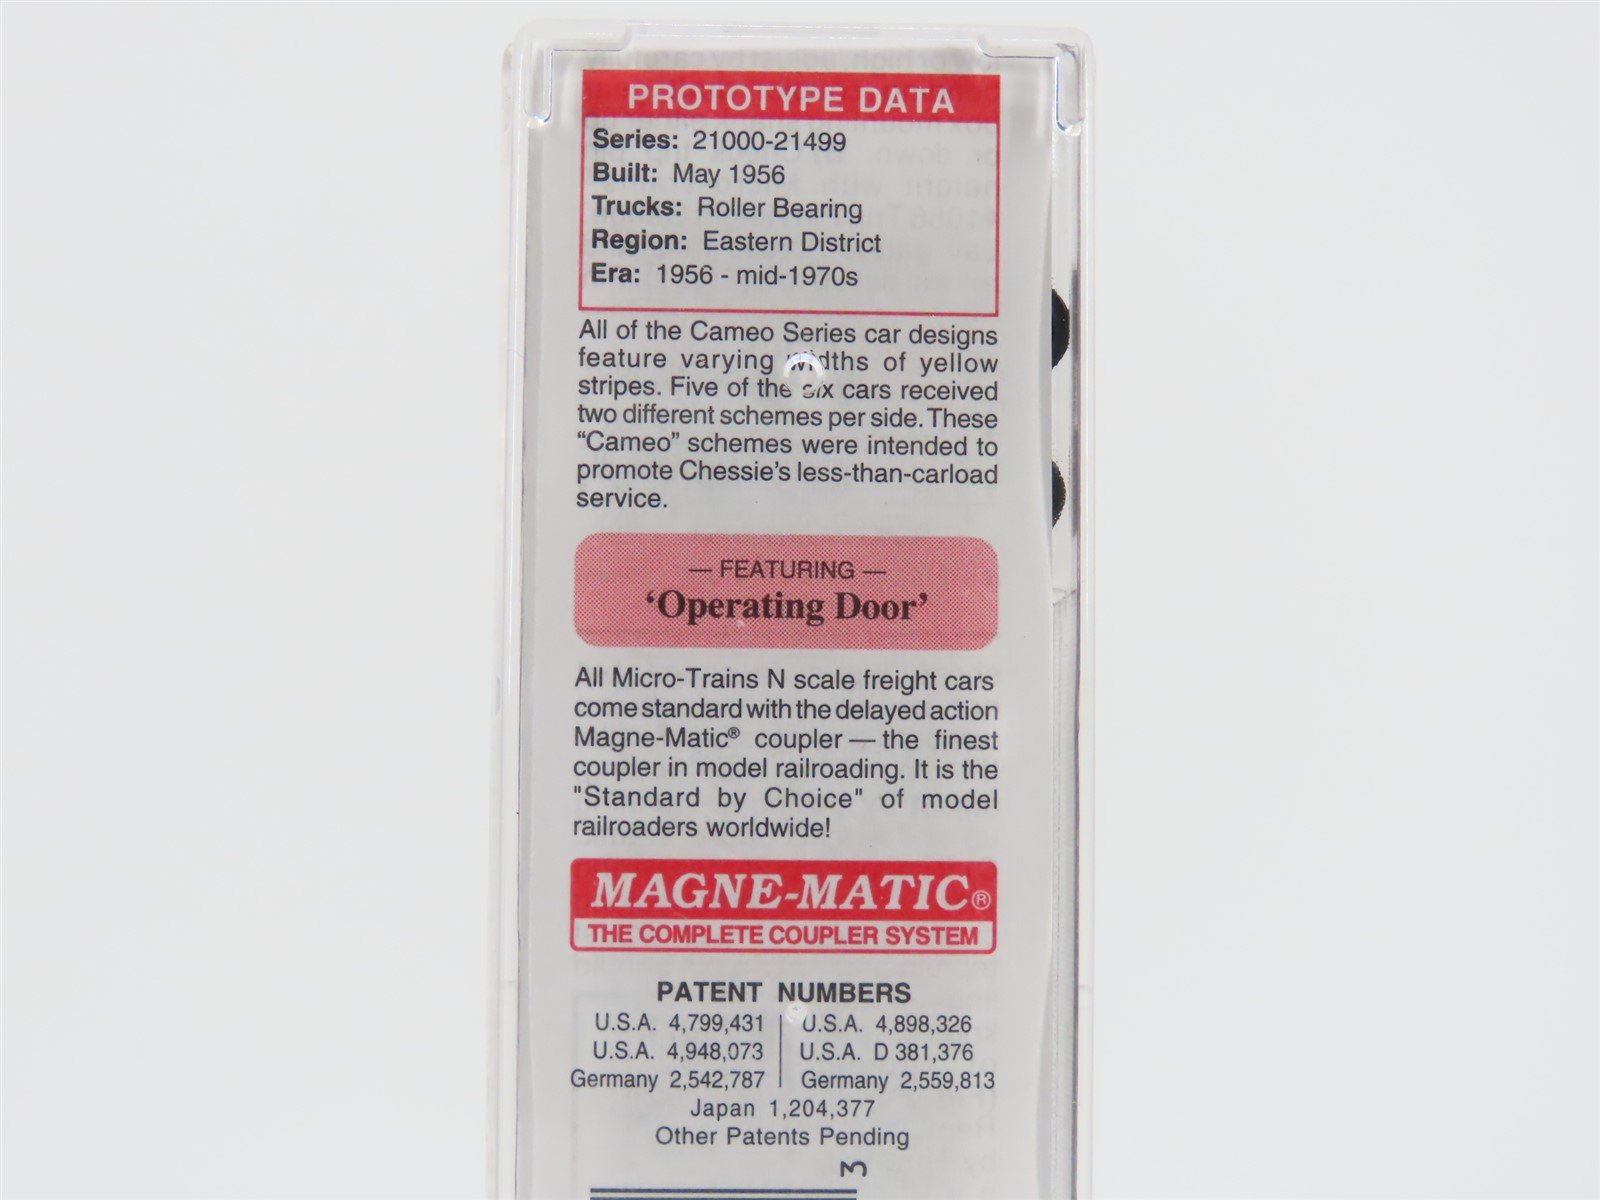 PROTOTYPE DATA
Series: 21000-21499
Built: May 1956
Trucks: Roller Bearing
Region: Eastern District
Era: 1956 - mid-1970s
All of the Cameo Series car designs
feature varying widths of yellow
stripes. Five of the six cars received
two different schemes per side. These
“Cameo” schemes were intended to
promote Chessie’s less-than-carload
service.
— FEATURING —
‘Operating Door’
All Micro-Trains N scale freight cars
come standard with the delayed action
Magne-Matic® coupler — the finest
coupler in model railroading. It is the
"Standard by Choice" of model
railroaders worldwide!
MAGNE-MATIC®
THE COMPLETE COUPLER SYSTEM
PATENT NUMBERS
U.S.A. 4,799,431 | U.S.A. 4,898,326
U.S.A. 4,948,073 | U.S.A. D 381,376
Germany 2,542,787 | Germany 2,559,813
Japan 1,204,377
Other Patents Pending
3